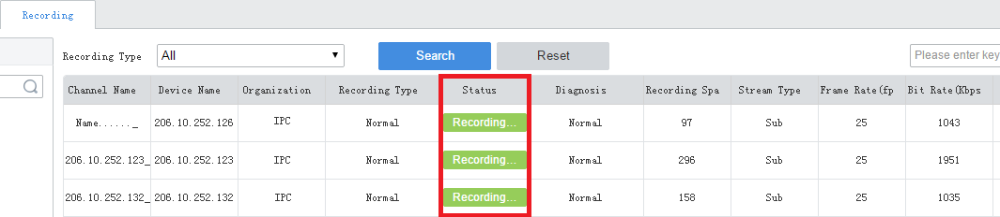 Recording
Recording Type All Search Reset Please enter key
Channel Name Device Name Organization Recording Type Status Diagnosis Recording Spa Stream Type Frame Rate(fp Bit Rate(Kbps
Name......_ 206.10.252.126 IPC Normal Recording... Normal 97 Sub 25 1043
206.10.252.123_ 206.10.252.123 IPC Normal Recording... Normal 296 Sub 25 1951
206.10.252.132_ 206.10.252.132 IPC Normal Recording... Normal 158 Sub 25 1035